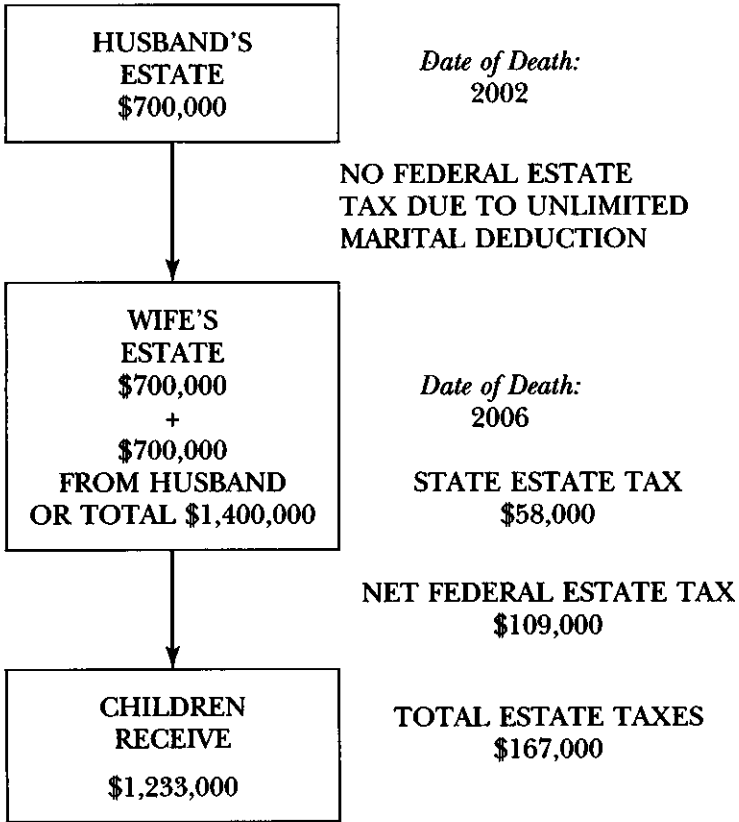 HUSBAND'S
ESTATE
$700,000
Date of Death:
2002
NO FEDERAL ESTATE
TAX DUE TO UNLIMITED
MARITAL DEDUCTION
WIFE'S
ESTATE
$700,000
+
$700,000
FROM HUSBAND
OR TOTAL $1,400,000
Date of Death:
2006
STATE ESTATE TAX
$58,000
NET FEDERAL ESTATE TAX
$109,000
CHILDREN
RECEIVE
$1,233,000
TOTAL ESTATE TAXES
$167,000